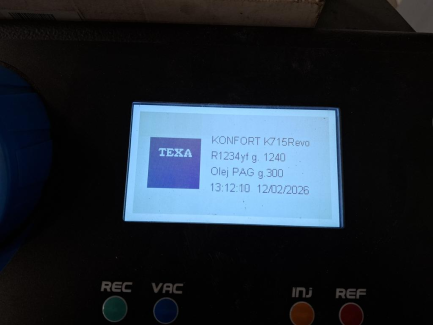 KONFORT K715Revo
TEXA
R1234yf g. 1240
Olej PAG g.300
13:12:10 12/02/2026
REC VAC INJ REF